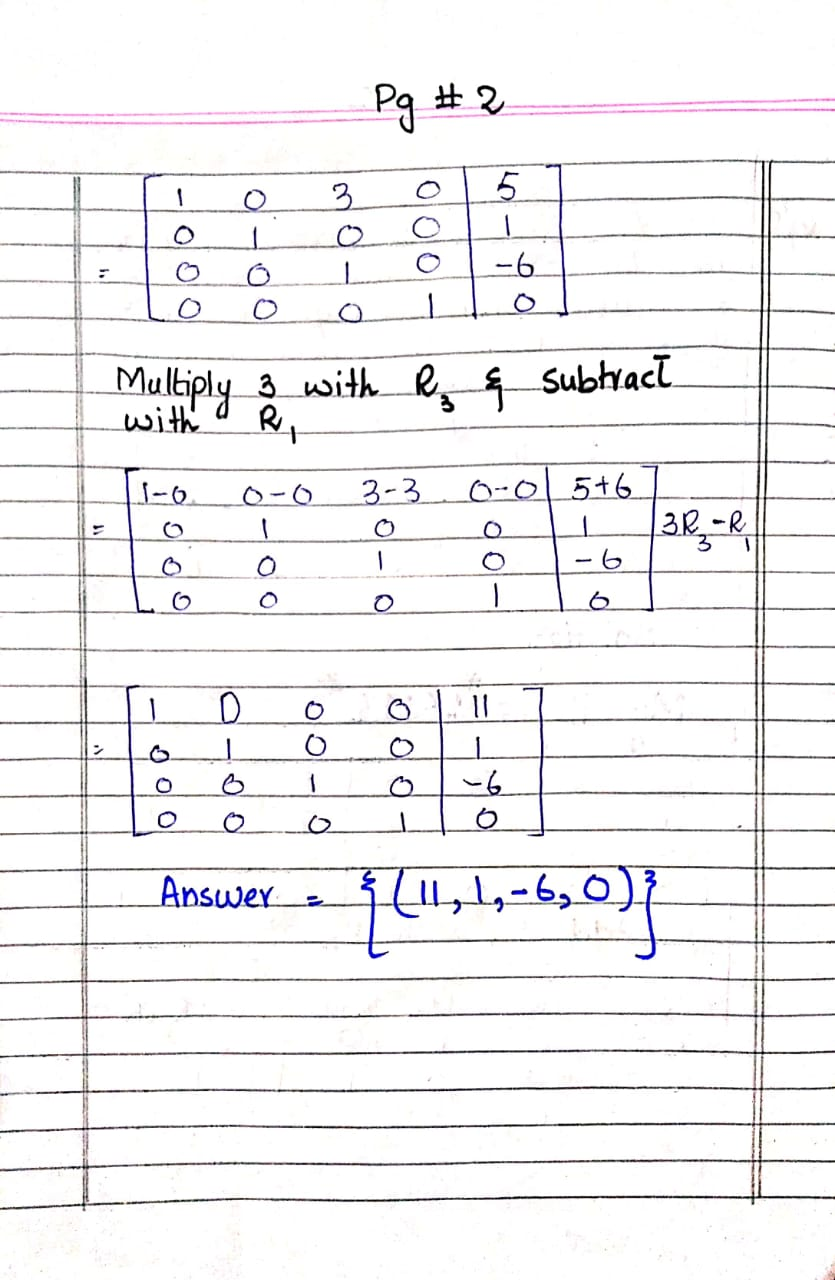 Pg # 2
1 0 3 0 | 5
0 1 0 0 | 1
= 0 0 1 0 | -6
0 0 0 1 | 0
Multiply 3 with R₃ & subtract
with R₁
1-0 0-0 3-3 0-0 | 5+6
= 0 1 0 0 | 1 3R₃-R₁
0 0 1 0 | -6
0 0 0 1 | 0
1 0 0 0 | 11
= 0 1 0 0 | 1
0 0 1 0 | -6
0 0 0 1 | 0
Answer = {(11,1,-6,0)}